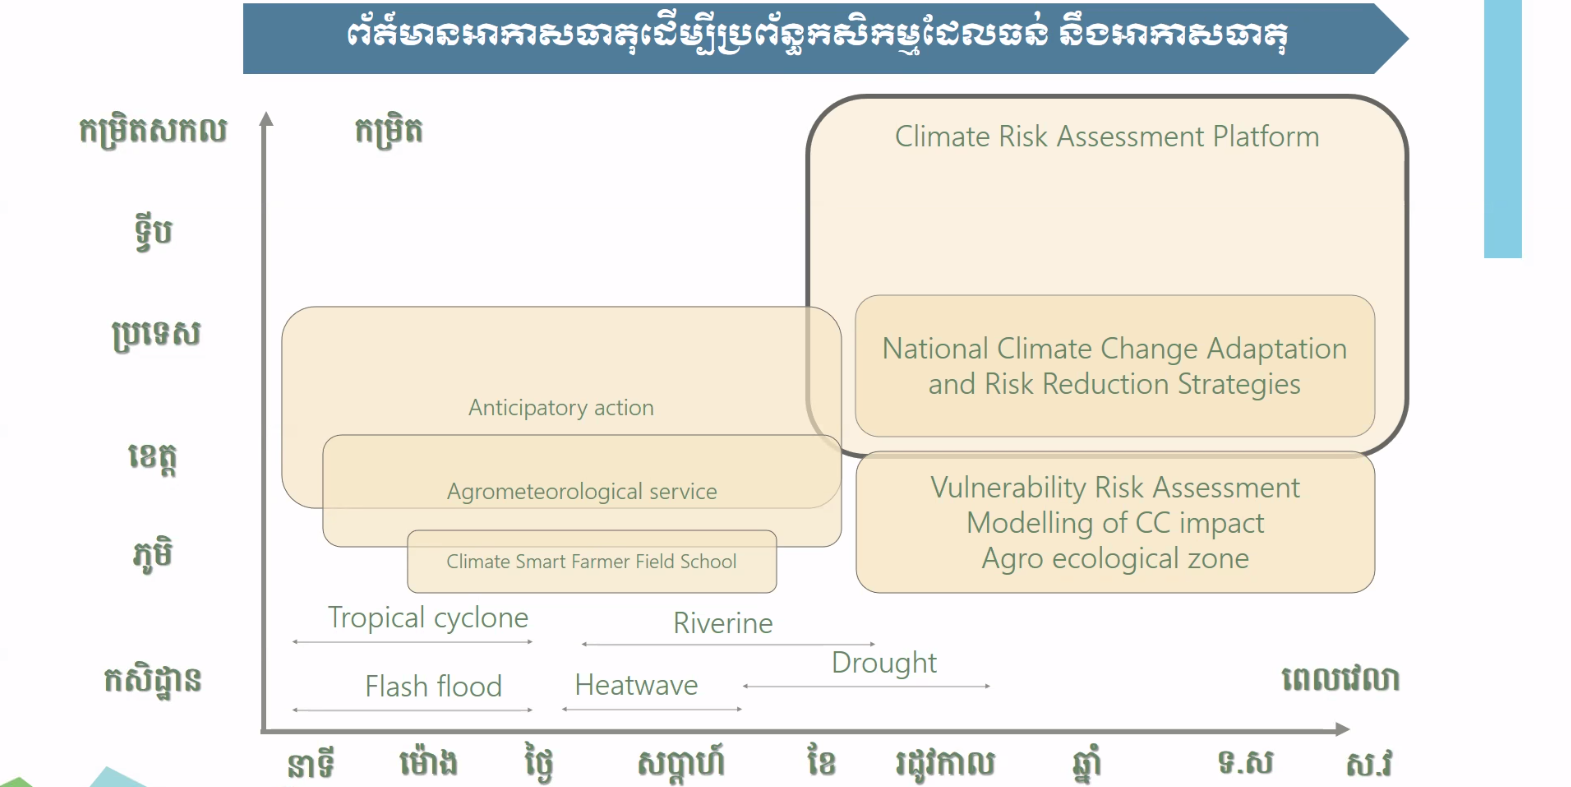 ព័ត៌មានអាកាសធាតុដើម្បីប្រព័ន្ធកសិកម្មដែលធន់ នឹងអាកាសធាតុ
កម្រិតសកល
កម្រិត
Climate Risk Assessment Platform
ទ្វីប
ប្រទេស
National Climate Change Adaptation
and Risk Reduction Strategies
Anticipatory action
ខេត្ត
Agrometeorological service
Vulnerability Risk Assessment
Modelling of CC impact
Agro ecological zone
ភូមិ
Climate Smart Farmer Field School
Tropical cyclone
Riverine
Drought
Flash flood
Heatwave
កសិដ្ឋាន
ពេលវេលា
នាទី
ម៉ោង
ថ្ងៃ
សប្តាហ៍
ខែ
រដូវកាល
ឆ្នាំ
ទ.ស
ស.វ